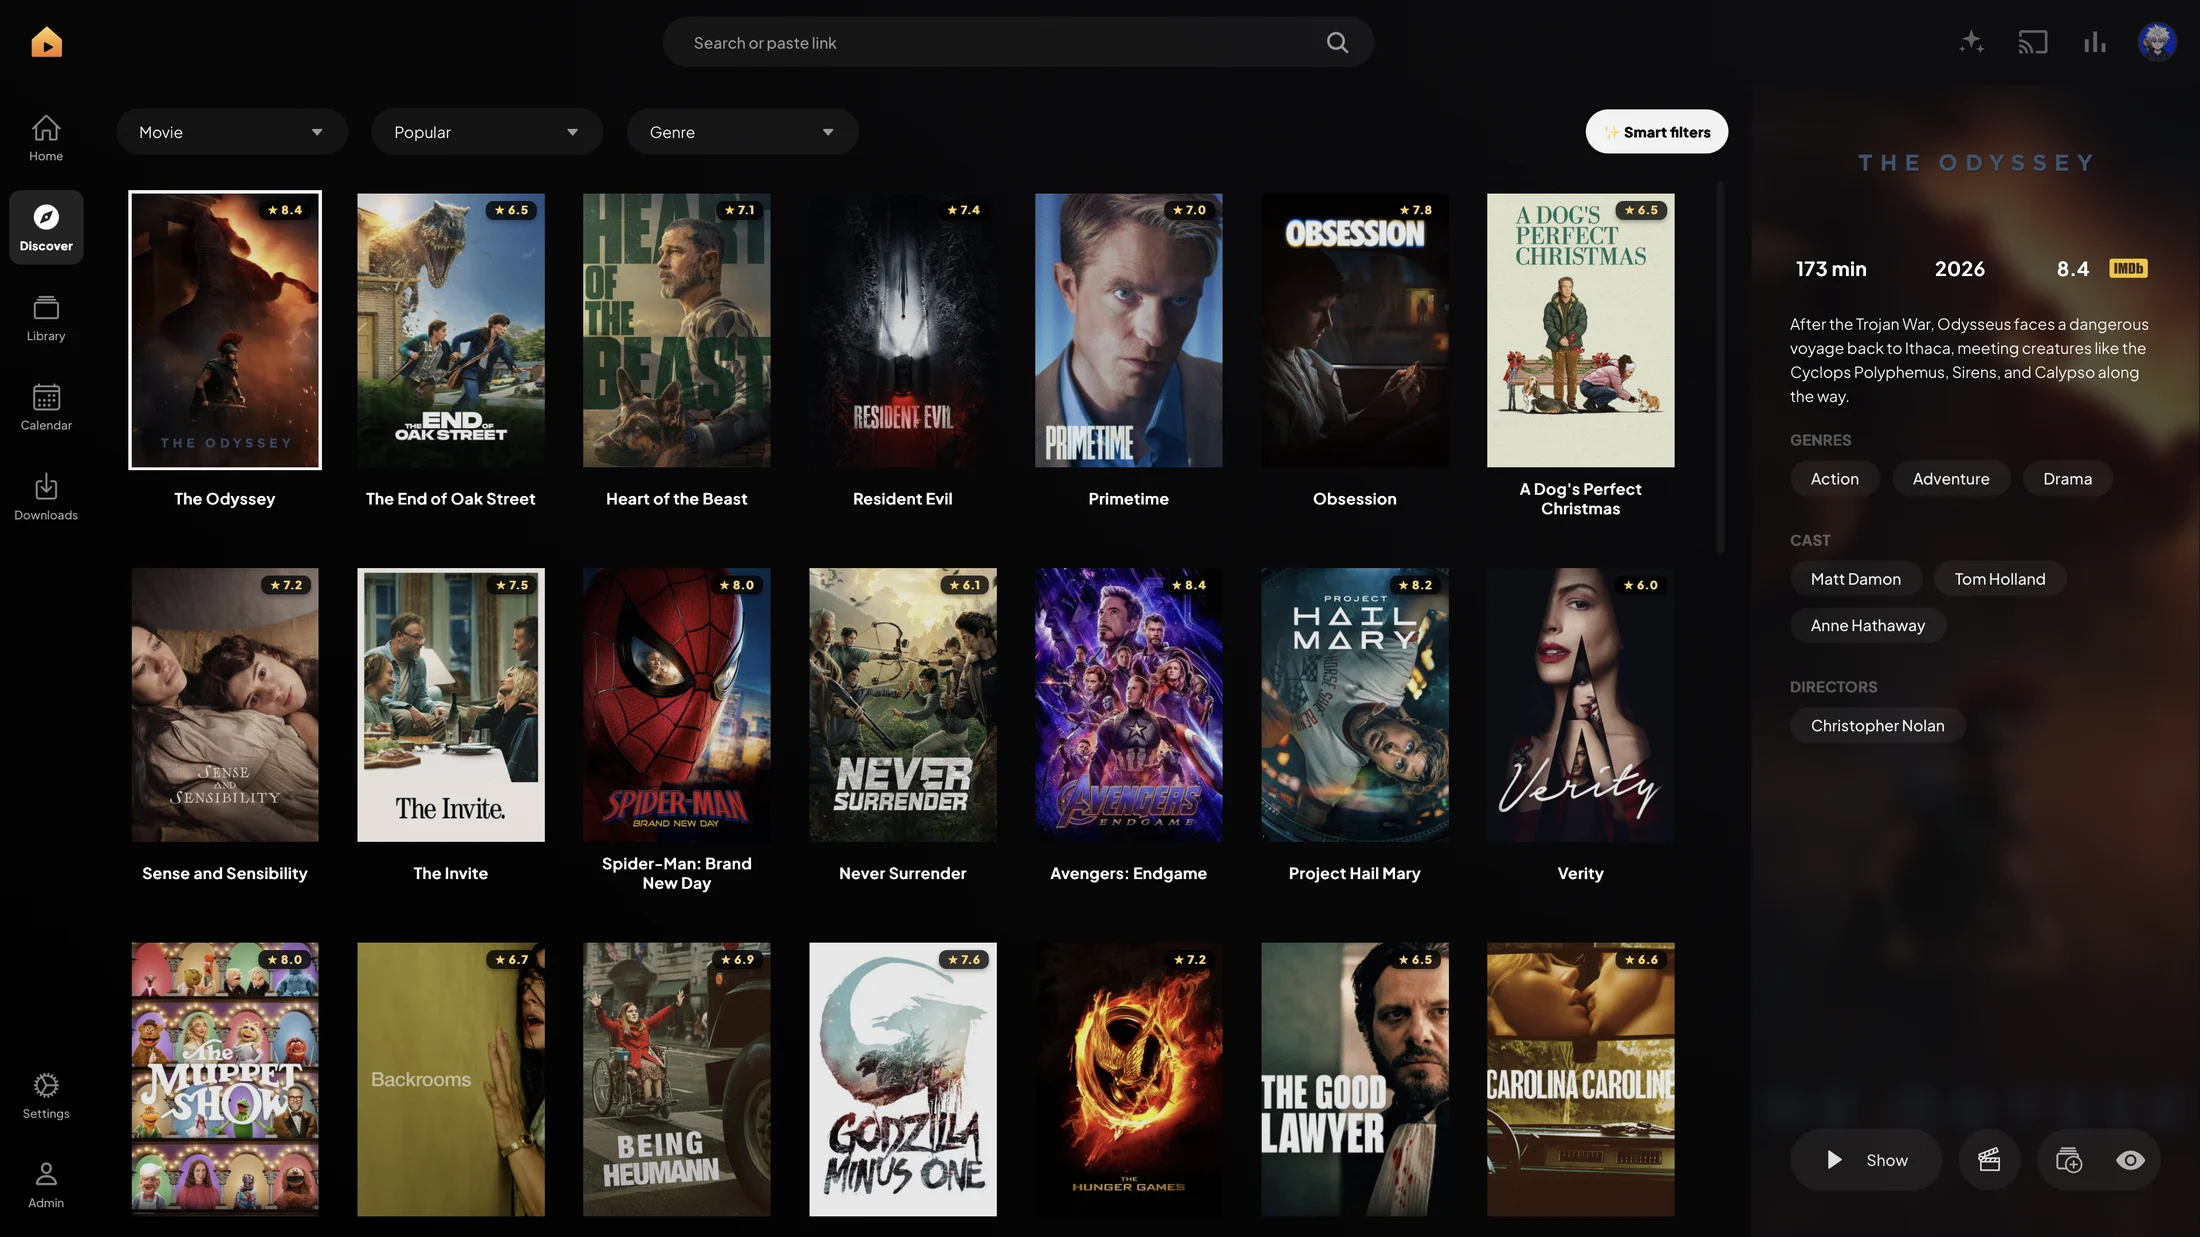 Search or paste link
Home
Discover
Library
Calendar
Downloads
Settings
Admin
Movie
Popular
Genre
✨ Smart filters
★ 8.4
THE ODYSSEY
The Odyssey
★ 6.5
THE END OF
OAK STREET
The End of Oak Street
★ 7.1
HEART
OF
THE
BEAST
Heart of the Beast
★ 7.4
RESIDENT EVIL
Resident Evil
★ 7.0
PRIMETIME
Primetime
★ 7.8
OBSESSION
Obsession
★ 6.5
A DOG'S
PERFECT
CHRISTMAS
A Dog's Perfect
Christmas
★ 7.2
SENSE
AND
SENSIBILITY
Sense and Sensibility
★ 7.5
The Invite.
The Invite
★ 8.0
SPIDER-MAN
BRAND NEW DAY
Spider-Man: Brand
New Day
★ 6.1
NEVER
SURRENDER
Never Surrender
★ 8.4
AVENGERS
ENDGAME
Avengers: Endgame
★ 8.2
PROJECT
HAIL
MARY
Project Hail Mary
★ 6.0
Verity
Verity
★ 8.0
The
MUPPET
SHOW
★ 6.7
Backrooms
★ 6.9
BEING
HEUMANN
★ 7.6
GODZILLA
MINUS ONE
★ 7.2
THE
HUNGER GAMES
★ 6.5
THE GOOD
LAWYER
★ 6.6
CAROLINA CAROLINE
THE ODYSSEY
173 min 2026 8.4 IMDb
After the Trojan War, Odysseus faces a dangerous
voyage back to Ithaca, meeting creatures like the
Cyclops Polyphemus, Sirens, and Calypso along
the way.
GENRES
Action Adventure Drama
CAST
Matt Damon Tom Holland
Anne Hathaway
DIRECTORS
Christopher Nolan
Show